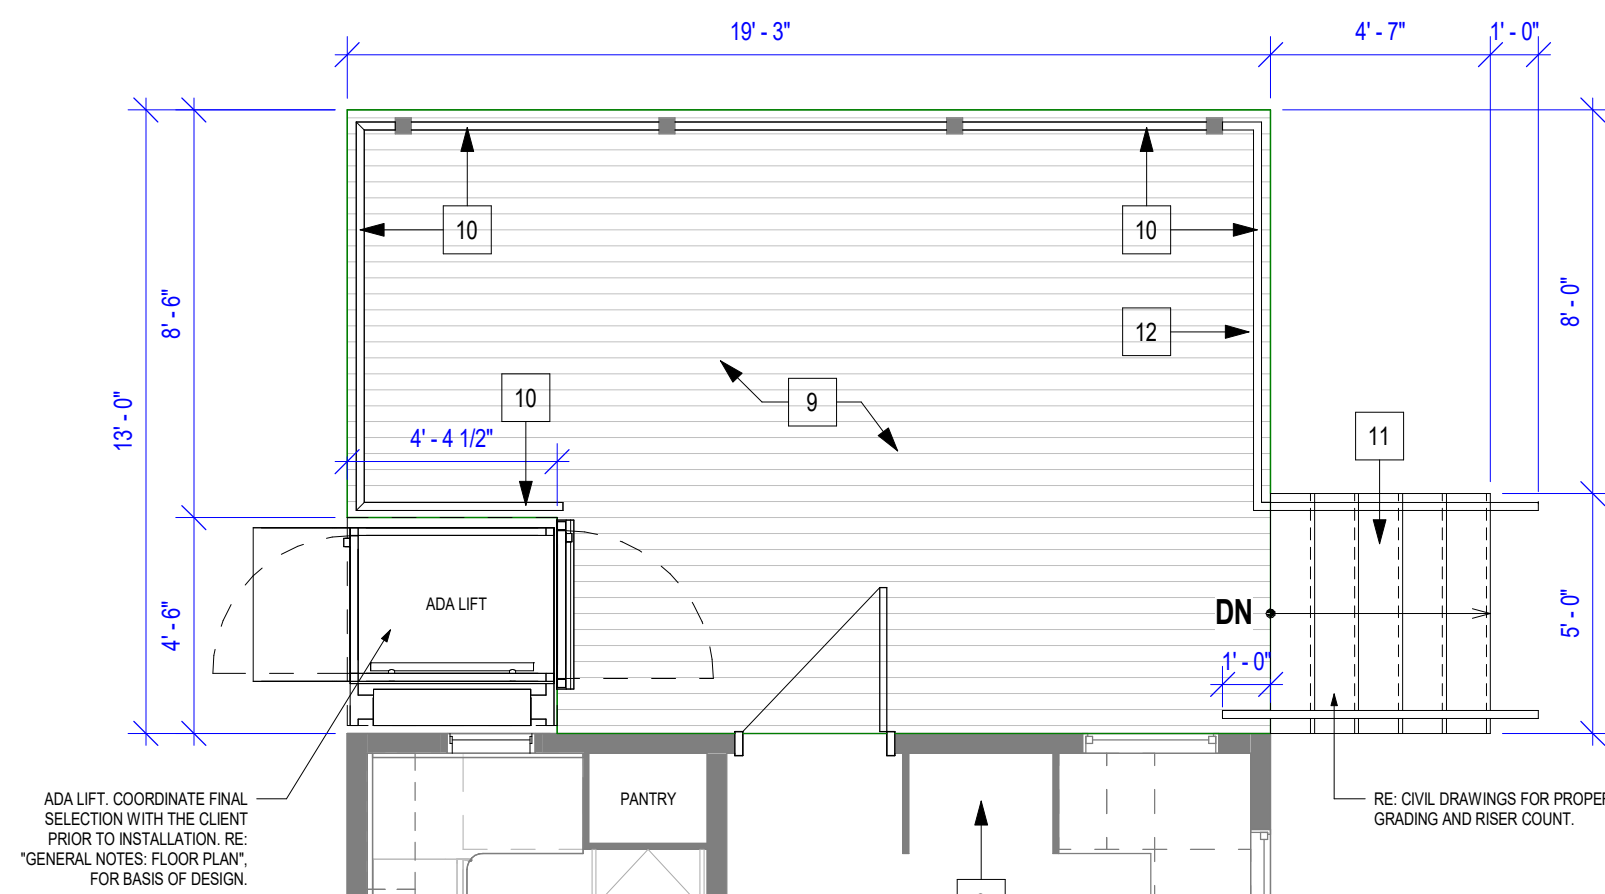 19' - 3"
4' - 7"
1' - 0"
10
10
8' - 6"
8' - 0"
12
10
9
13' - 0"
4' - 4 1/2"
11
ADA LIFT
4' - 6"
DN
5' - 0"
1' - 0"
ADA LIFT. COORDINATE FINAL
SELECTION WITH THE CLIENT
PRIOR TO INSTALLATION. RE:
"GENERAL NOTES: FLOOR PLAN",
FOR BASIS OF DESIGN.
PANTRY
RE: CIVIL DRAWINGS FOR PROPER
GRADING AND RISER COUNT.